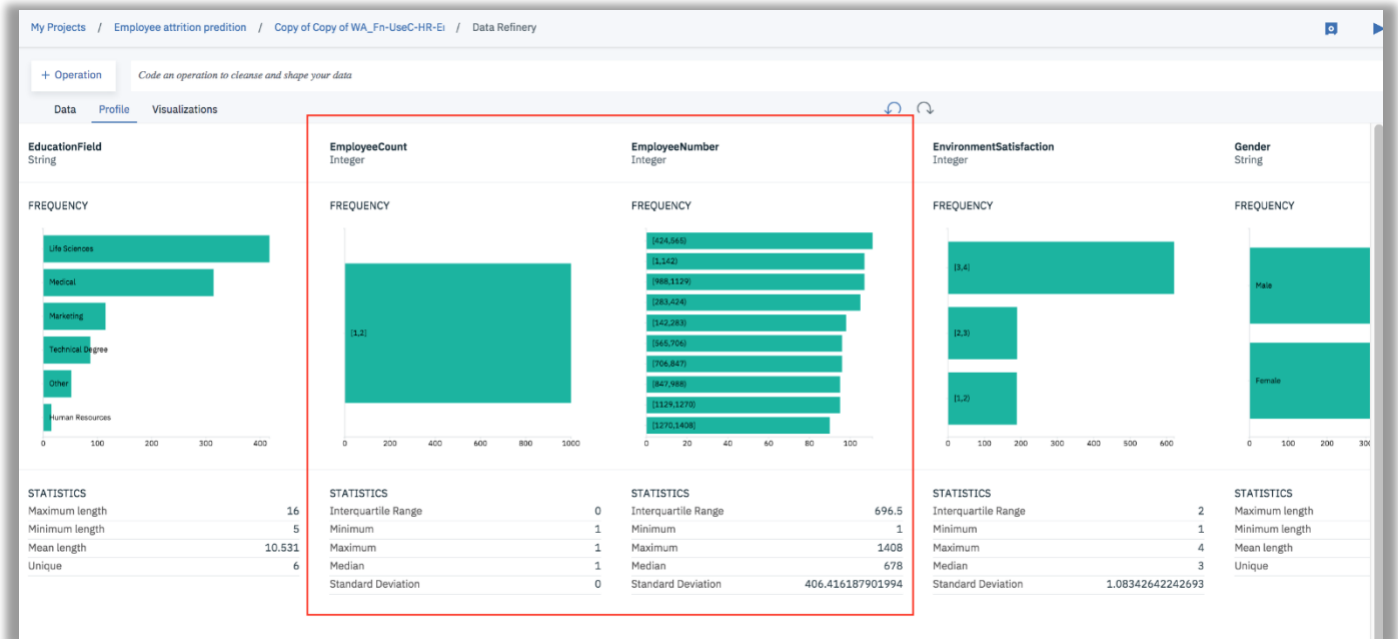 My Projects / Employee attrition predition / Copy of Copy of WA_Fn-UseC-HR-Ei / Data Refinery
+ Operation Code an operation to cleanse and shape your data
Data Profile Visualizations
EducationField
String
FREQUENCY
Life Sciences
Medical
Marketing
Technical Degree
Other
Human Resources
0 100 200 300 400
STATISTICS
Maximum length 16
Minimum length 5
Mean length 10.531
Unique 6
EmployeeCount
Integer
FREQUENCY
[1,2]
0 200 400 600 800 1000
STATISTICS
Interquartile Range 0
Minimum 1
Maximum 1
Median 1
Standard Deviation 0
EmployeeNumber
Integer
FREQUENCY
[424,565)
[1,142)
[988,1129)
[283,424)
[142,283)
[565,706)
[706,847)
[847,988)
[1129,1270)
[1270,1408]
0 20 40 60 80 100
STATISTICS
Interquartile Range 696.5
Minimum 1
Maximum 1408
Median 678
Standard Deviation 406.416187901994
EnvironmentSatisfaction
Integer
FREQUENCY
[3,4]
[2,3)
[1,2)
0 100 200 300 400 500 600
STATISTICS
Interquartile Range 2
Minimum 1
Maximum 4
Median 3
Standard Deviation 1.08342642242693
Gender
String
FREQUENCY
Male
Female
0 100 200
STATISTICS
Maximum length
Minimum length
Mean length
Unique